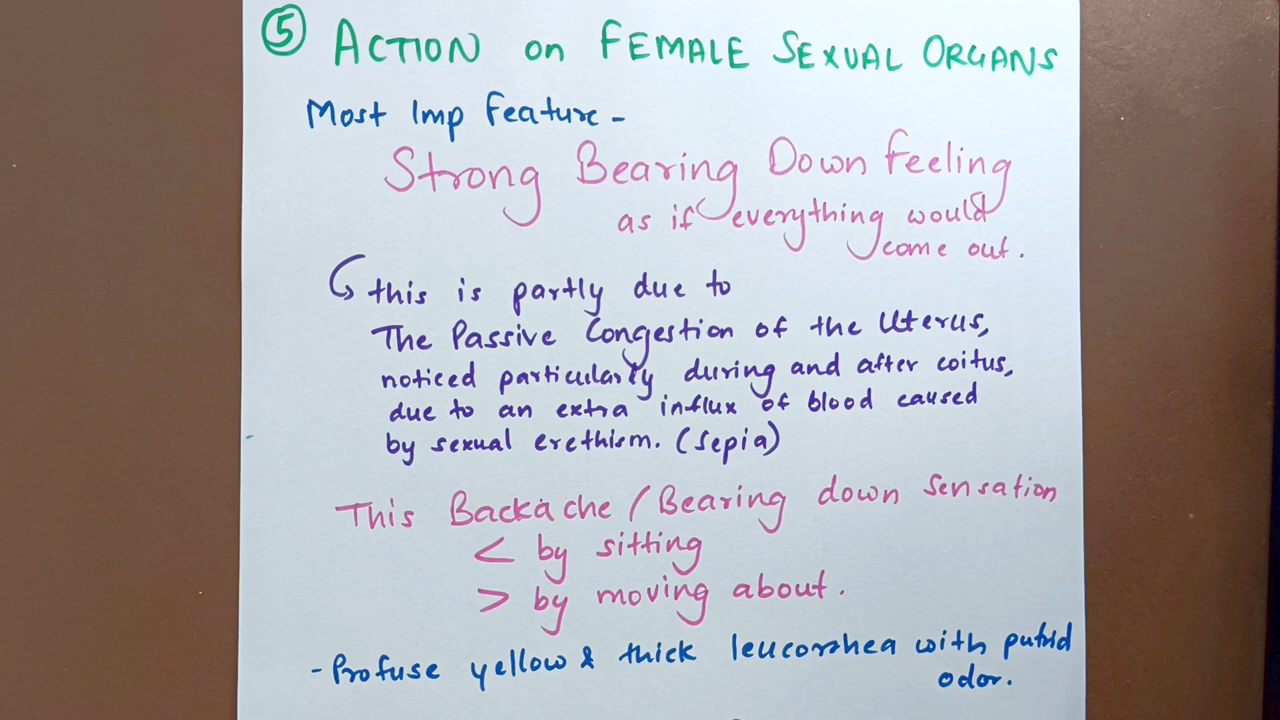 ⑤ ACTION on FEMALE SEXUAL ORGANS
Most Imp Feature -
Strong Bearing Down feeling
as if everything would
come out.
this is partly due to
The Passive Congestion of the Uterus,
noticed particularly during and after coitus,
due to an extra influx of blood caused
by sexual erethism. (Sepia)
This Backache / Bearing down sensation
< by sitting
> by moving about.
- Profuse yellow & thick leucorrhea with putrid
odor.